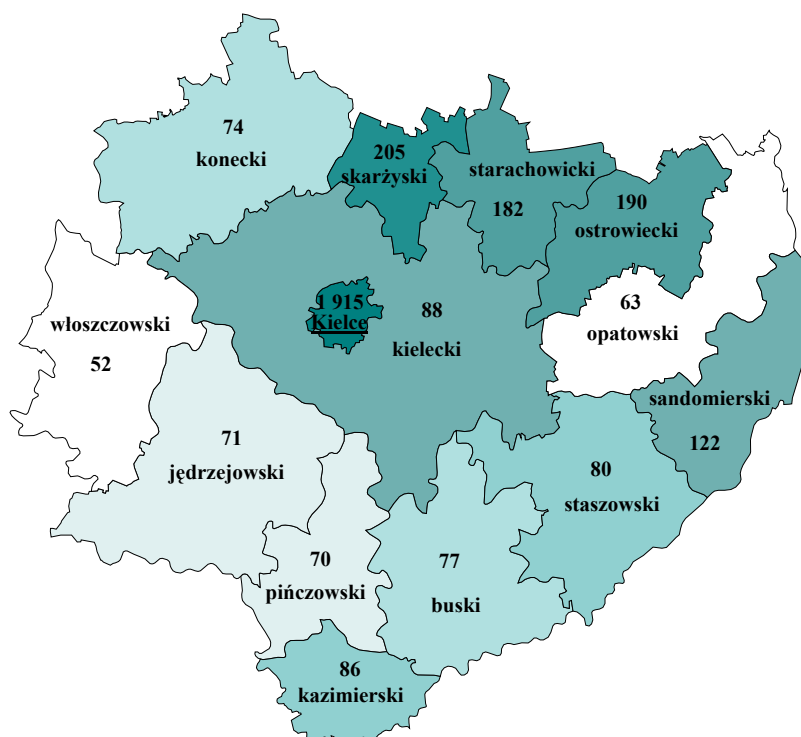 74
konecki
205
skarżyski
starachowicki
182
190
ostrowiecki
1 915
Kielce
88
kielecki
63
opatowski
włoszczowski
52
sandomierski
122
71
jędrzejowski
80
staszowski
70
pińczowski
77
buski
86
kazimierski